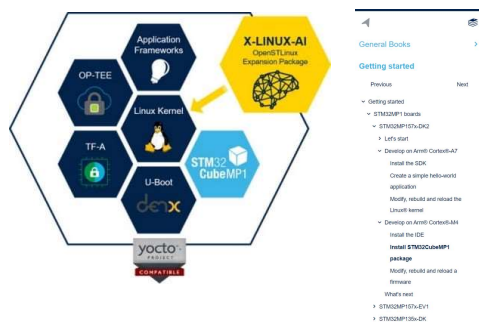 Application
Frameworks
X-LINUX-AI
OpenSTLinux
Expansion Package
OP-TEE
Linux Kernel
TF-A
STM32
CubeMP1
U-Boot
denx
yocto
PROJECT
COMPATIBLE
General Books
Getting started
Previous
Next
Getting started
STM32MP1 boards
STM32MP157x-DK2
Let's start
Develop on Arm® Cortex®-A7
Install the SDK
Create a simple hello-world
application
Modify, rebuild and reload the
Linux® kernel
Develop on Arm® Cortex®-M4
Install the IDE
Install STM32CubeMP1
package
Modify, rebuild and reload a
firmware
What's next
STM32MP157x-EV1
STM32MP135x-DK